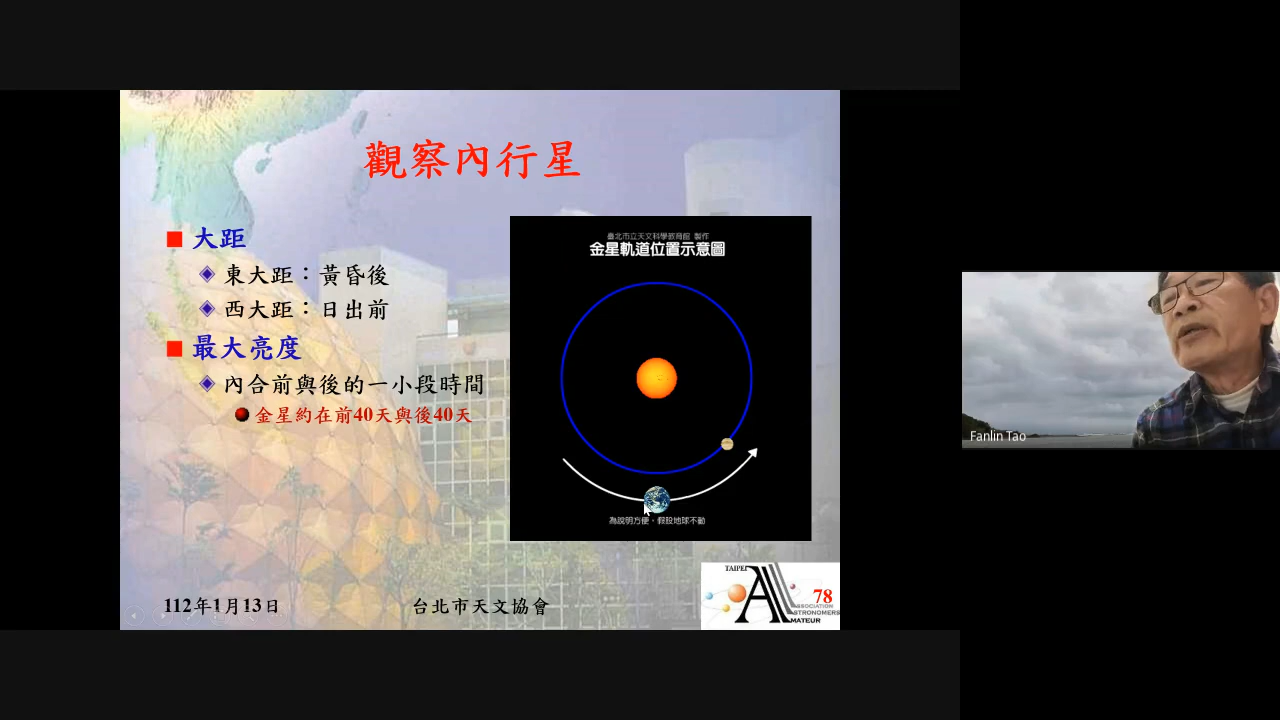 觀察內行星
大距
東大距：黃昏後
西大距：日出前
最大亮度
內合前與後的一小段時間
金星約在前40天與後40天
臺北市立天文科學教育館 製作
金星軌道位置示意圖
為說明方便，假設地球不動
112年1月13日
台北市天文協會
TAIPEI
A
78
ASSOCIATION
ASTRONOMERS
AMATEUR
Fanlin Tao